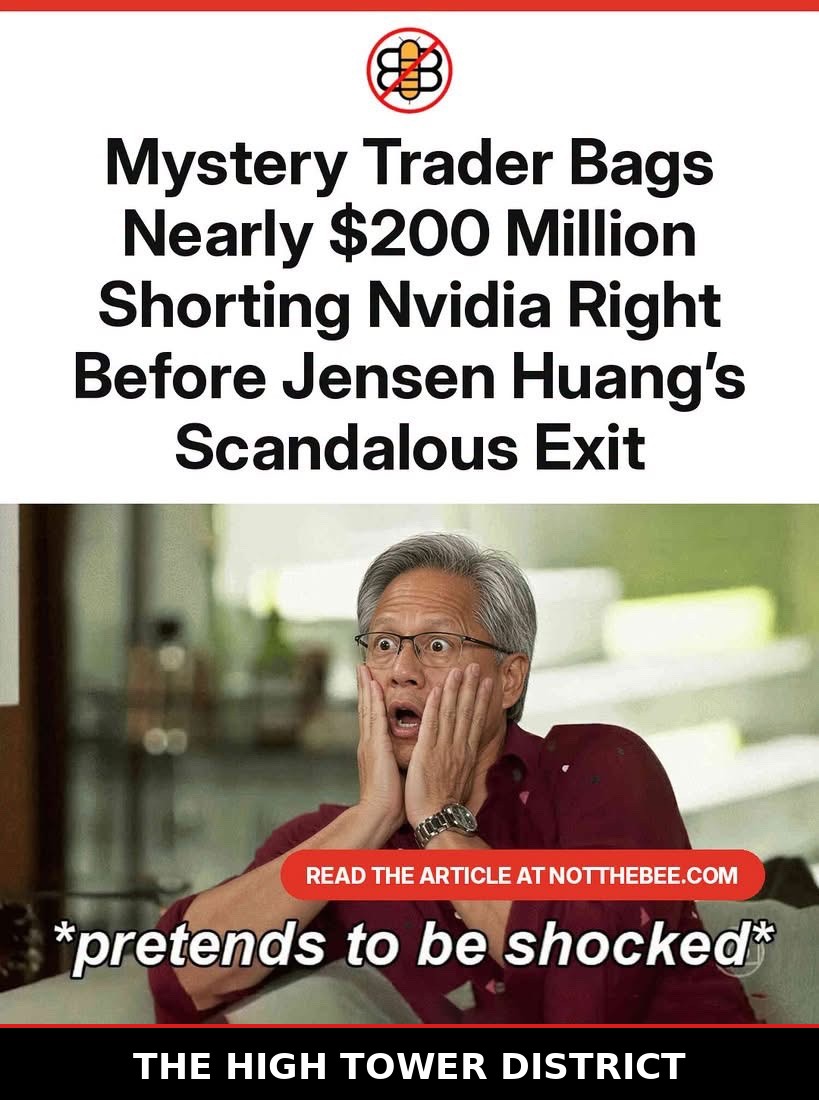 Mystery Trader Bags
Nearly $200 Million
Shorting Nvidia Right
Before Jensen Huang’s
Scandalous Exit
READ THE ARTICLE AT NOTTHEBEE.COM
*pretends to be shocked*
THE HIGH TOWER DISTRICT